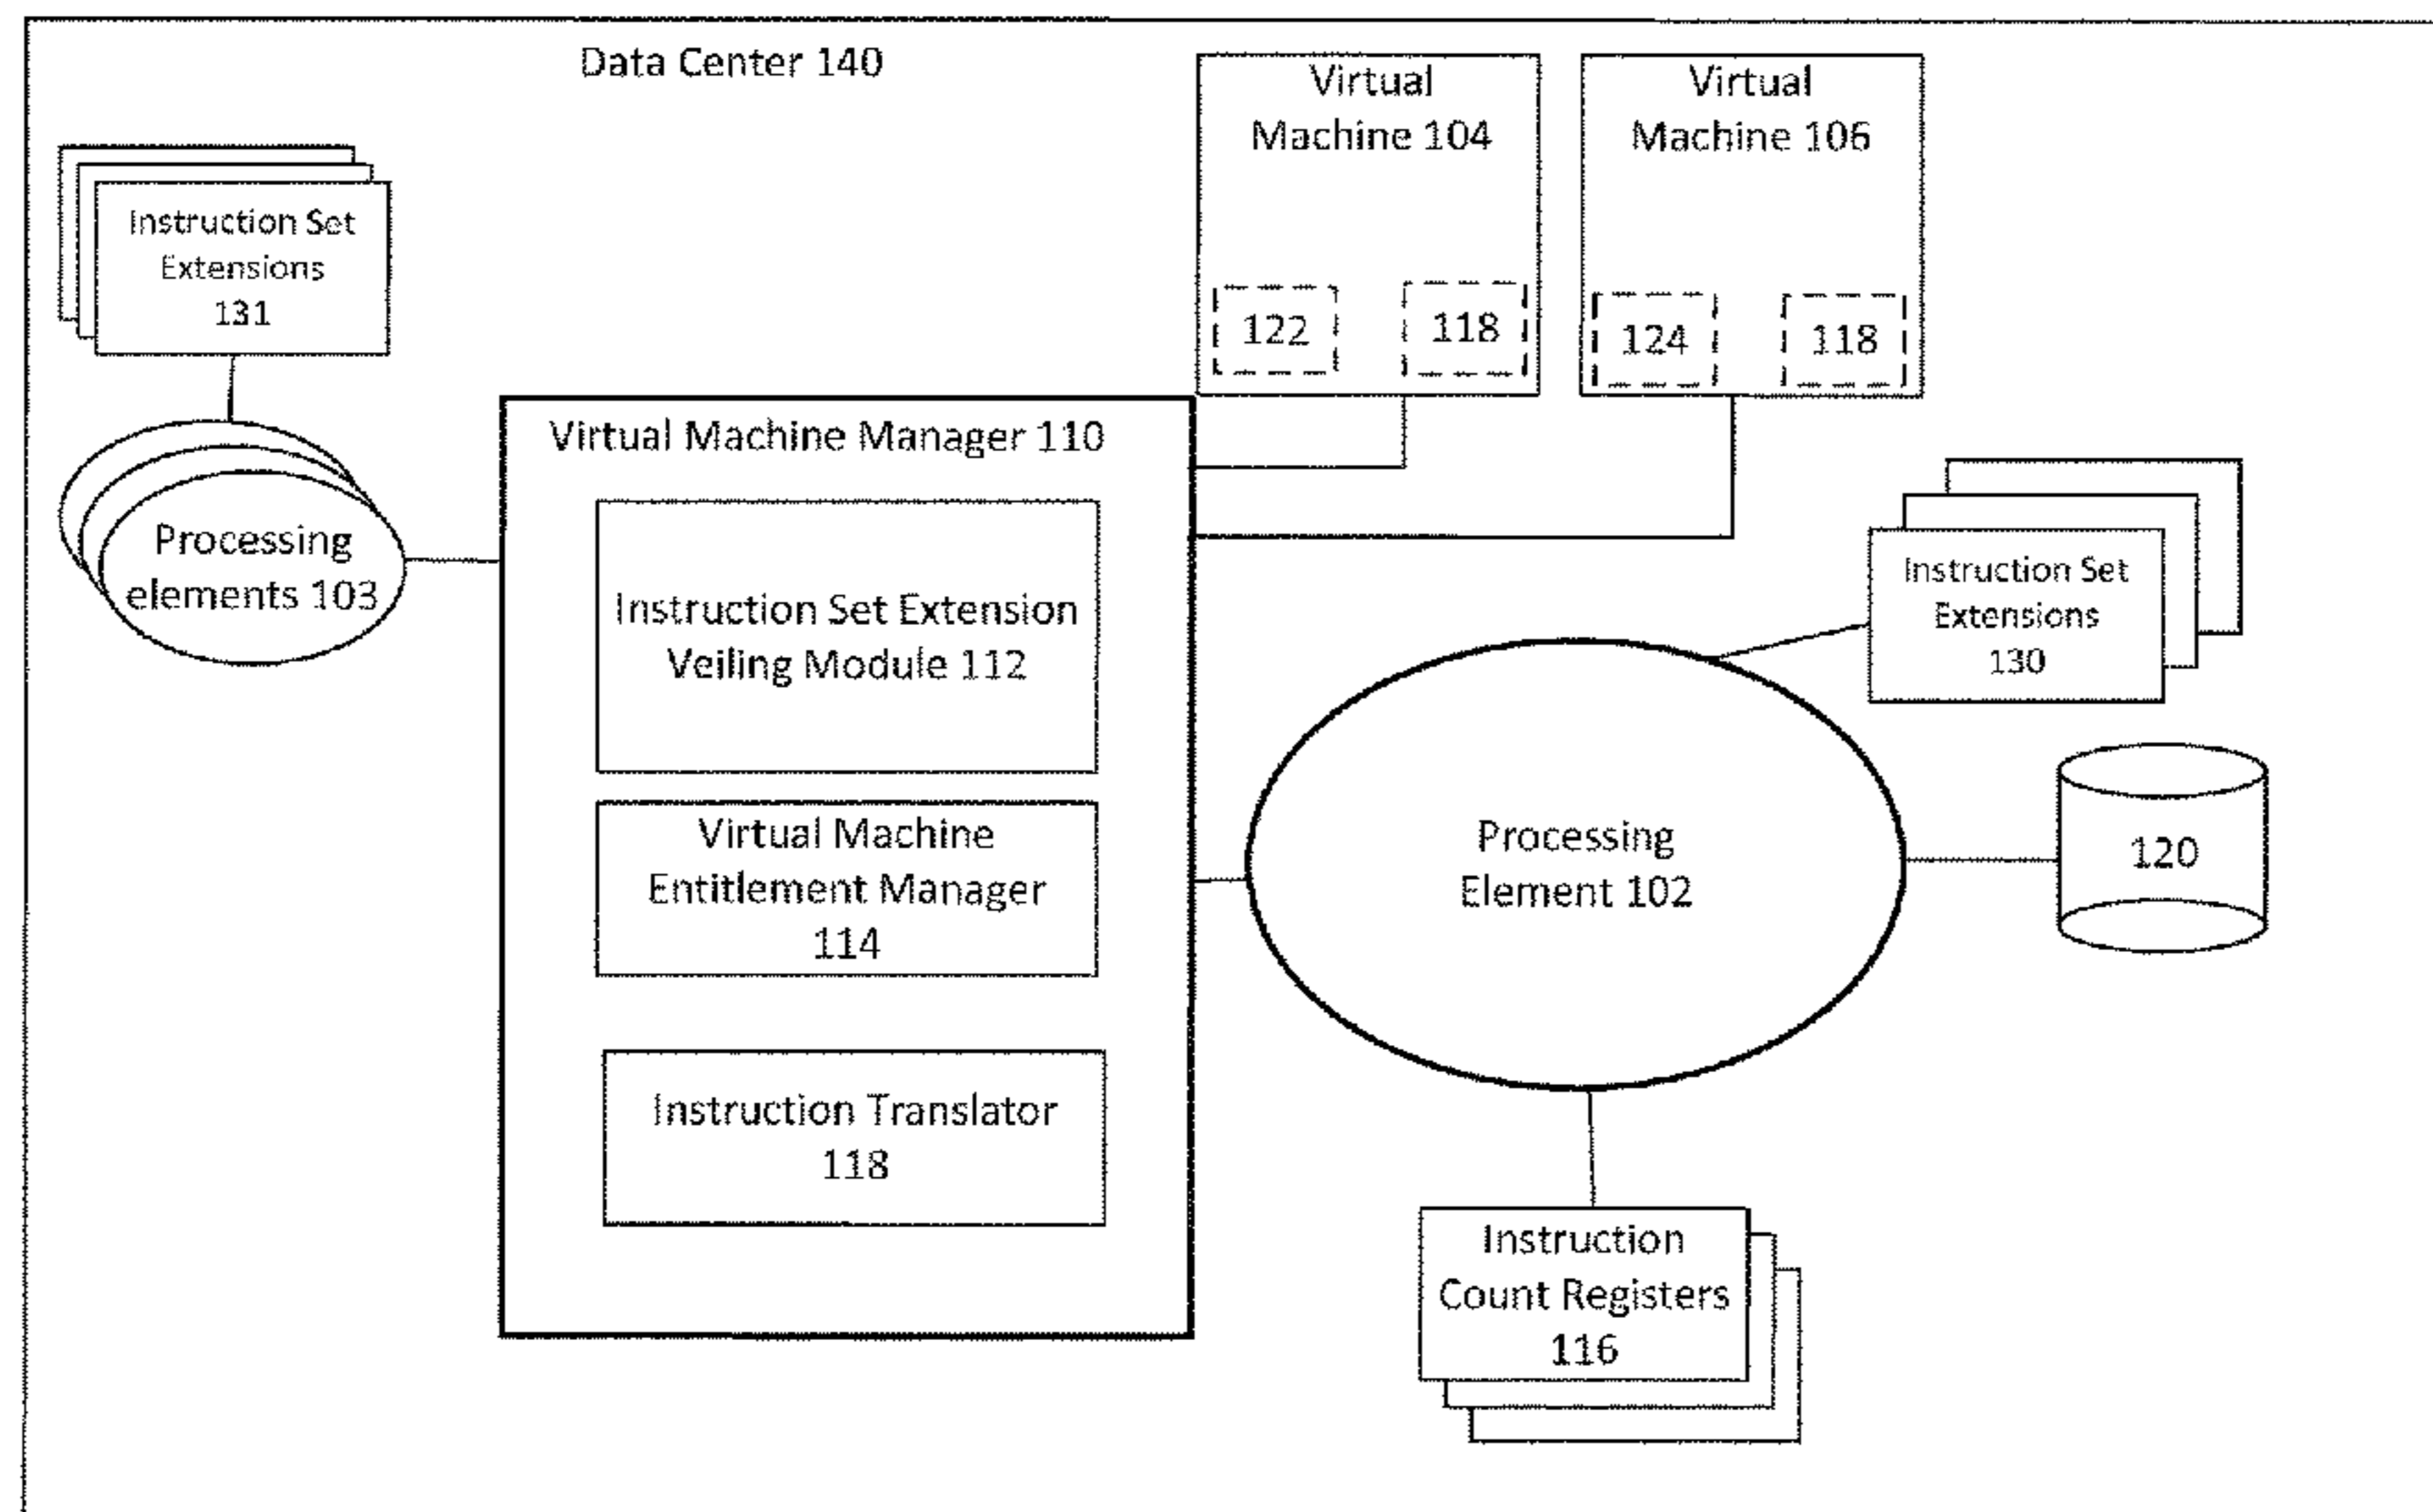 Data Center 140
Virtual
Machine 104
122
118
Virtual
Machine 106
124
118
Instruction Set
Extensions
131
Processing
elements 103
Virtual Machine Manager 110
Instruction Set Extension
Veiling Module 112
Virtual Machine
Entitlement Manager
114
Instruction Translator
118
Instruction Set
Extensions
130
Processing
Element 102
120
Instruction
Count Registers
116